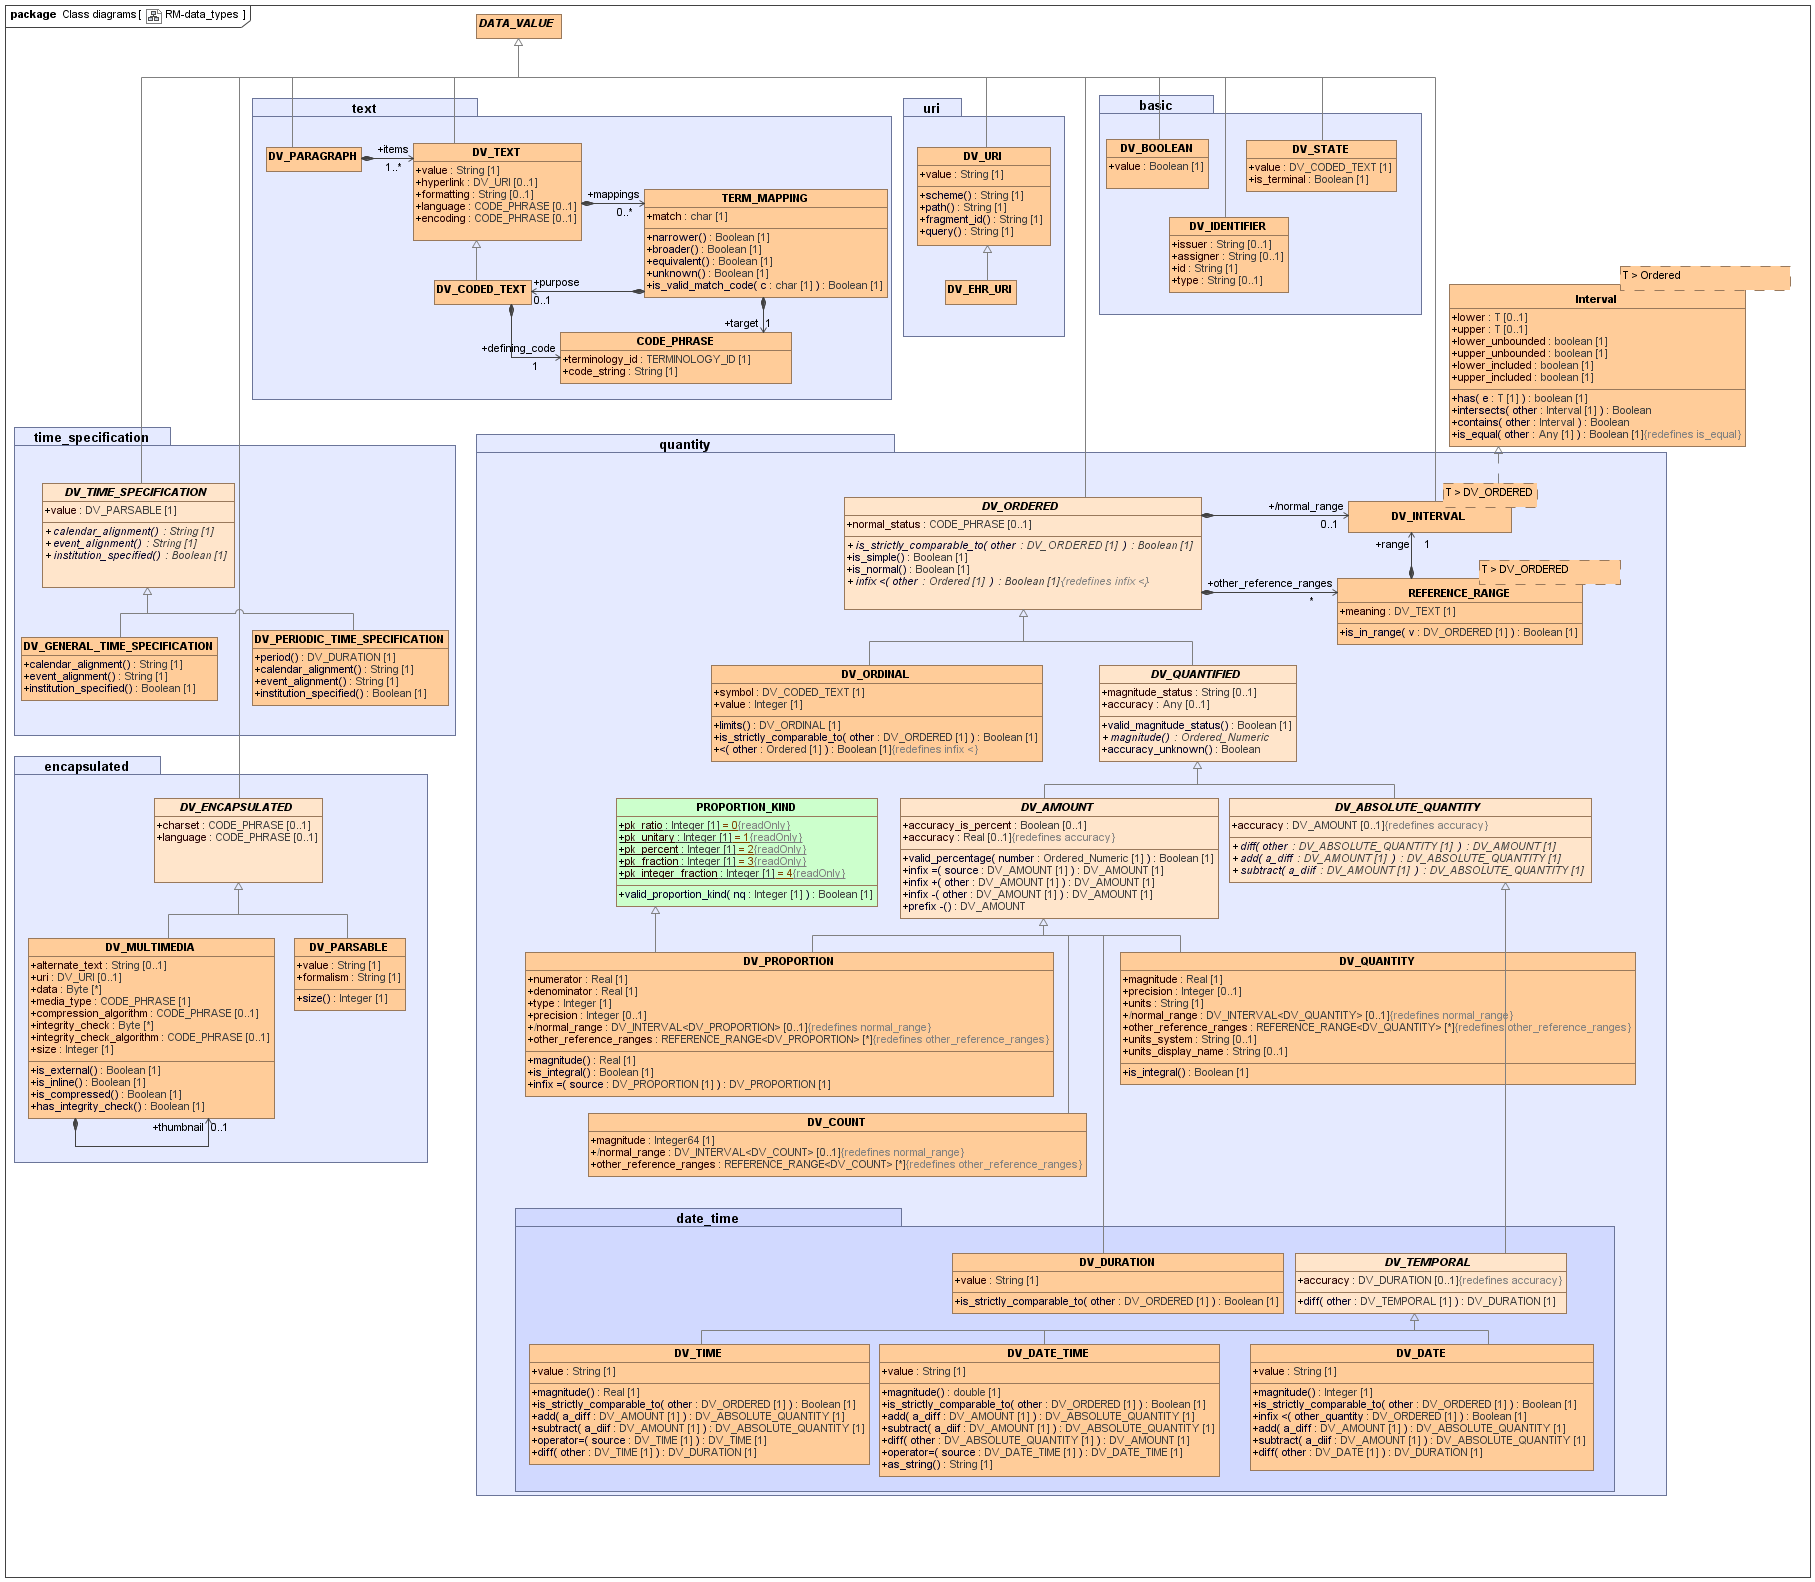 package Class diagrams [ RM-data_types ]
DATA_VALUE
text
DV_PARAGRAPH
+items
1..*
DV_TEXT
+value : String [1]
+hyperlink : DV_URI [0..1]
+formatting : String [0..1]
+language : CODE_PHRASE [0..1]
+encoding : CODE_PHRASE [0..1]
+mappings
0..*
TERM_MAPPING
+match : char [1]
+narrower() : Boolean [1]
+broader() : Boolean [1]
+equivalent() : Boolean [1]
+unknown() : Boolean [1]
+is_valid_match_code( c : char [1] ) : Boolean [1]
DV_CODED_TEXT
+purpose
0..1
+target 1
+defining_code
1
CODE_PHRASE
+terminology_id : TERMINOLOGY_ID [1]
+code_string : String [1]
uri
DV_URI
+value : String [1]
+scheme() : String [1]
+path() : String [1]
+fragment_id() : String [1]
+query() : String [1]
DV_EHR_URI
basic
DV_BOOLEAN
+value : Boolean [1]
DV_STATE
+value : DV_CODED_TEXT [1]
+is_terminal : Boolean [1]
DV_IDENTIFIER
+issuer : String [0..1]
+assigner : String [0..1]
+id : String [1]
+type : String [0..1]
T > Ordered
Interval
+lower : T [0..1]
+upper : T [0..1]
+lower_unbounded : boolean [1]
+upper_unbounded : boolean [1]
+lower_included : boolean [1]
+upper_included : boolean [1]
+has( e : T [1] ) : boolean [1]
+intersects( other : Interval [1] ) : Boolean
+contains( other : Interval ) : Boolean
+is_equal( other : Any [1] ) : Boolean [1]{redefines is_equal}
time_specification
DV_TIME_SPECIFICATION
+value : DV_PARSABLE [1]
+ calendar_alignment() : String [1]
+ event_alignment() : String [1]
+ institution_specified() : Boolean [1]
DV_GENERAL_TIME_SPECIFICATION
+calendar_alignment() : String [1]
+event_alignment() : String [1]
+institution_specified() : Boolean [1]
DV_PERIODIC_TIME_SPECIFICATION
+period() : DV_DURATION [1]
+calendar_alignment() : String [1]
+event_alignment() : String [1]
+institution_specified() : Boolean [1]
encapsulated
DV_ENCAPSULATED
+charset : CODE_PHRASE [0..1]
+language : CODE_PHRASE [0..1]
DV_MULTIMEDIA
+alternate_text : String [0..1]
+uri : DV_URI [0..1]
+data : Byte [*]
+media_type : CODE_PHRASE [1]
+compression_algorithm : CODE_PHRASE [0..1]
+integrity_check : Byte [*]
+integrity_check_algorithm : CODE_PHRASE [0..1]
+size : Integer [1]
+is_external() : Boolean [1]
+is_inline() : Boolean [1]
+is_compressed() : Boolean [1]
+has_integrity_check() : Boolean [1]
+thumbnail 0..1
DV_PARSABLE
+value : String [1]
+formalism : String [1]
+size() : Integer [1]
quantity
DV_ORDERED
+normal_status : CODE_PHRASE [0..1]
+ is_strictly_comparable_to( other : DV_ORDERED [1] ) : Boolean [1]
+is_simple() : Boolean [1]
+is_normal() : Boolean [1]
+ infix <( other : Ordered [1] ) : Boolean [1]{redefines infix <}
+/normal_range
0..1
T > DV_ORDERED
DV_INTERVAL
+range 1
+other_reference_ranges
*
T > DV_ORDERED
REFERENCE_RANGE
+meaning : DV_TEXT [1]
+is_in_range( v : DV_ORDERED [1] ) : Boolean [1]
DV_ORDINAL
+symbol : DV_CODED_TEXT [1]
+value : Integer [1]
+limits() : DV_ORDINAL [1]
+is_strictly_comparable_to( other : DV_ORDERED [1] ) : Boolean [1]
+<( other : Ordered [1] ) : Boolean [1]{redefines infix <}
DV_QUANTIFIED
+magnitude_status : String [0..1]
+accuracy : Any [0..1]
+valid_magnitude_status() : Boolean [1]
+ magnitude() : Ordered_Numeric
+accuracy_unknown() : Boolean
PROPORTION_KIND
+pk_ratio : Integer [1] = 0{readOnly}
+pk_unitary : Integer [1] = 1{readOnly}
+pk_percent : Integer [1] = 2{readOnly}
+pk_fraction : Integer [1] = 3{readOnly}
+pk_integer_fraction : Integer [1] = 4{readOnly}
+valid_proportion_kind( nq : Integer [1] ) : Boolean [1]
DV_AMOUNT
+accuracy_is_percent : Boolean [0..1]
+accuracy : Real [0..1]{redefines accuracy}
+valid_percentage( number : Ordered_Numeric [1] ) : Boolean [1]
+infix =( source : DV_AMOUNT [1] ) : DV_AMOUNT [1]
+infix +( other : DV_AMOUNT [1] ) : DV_AMOUNT [1]
+infix -( other : DV_AMOUNT [1] ) : DV_AMOUNT [1]
+prefix -() : DV_AMOUNT
DV_ABSOLUTE_QUANTITY
+accuracy : DV_AMOUNT [0..1]{redefines accuracy}
+ diff( other : DV_ABSOLUTE_QUANTITY [1] ) : DV_AMOUNT [1]
+ add( a_diff : DV_AMOUNT [1] ) : DV_ABSOLUTE_QUANTITY [1]
+ subtract( a_diif : DV_AMOUNT [1] ) : DV_ABSOLUTE_QUANTITY [1]
DV_PROPORTION
+numerator : Real [1]
+denominator : Real [1]
+type : Integer [1]
+precision : Integer [0..1]
+/normal_range : DV_INTERVAL<DV_PROPORTION> [0..1]{redefines normal_range}
+other_reference_ranges : REFERENCE_RANGE<DV_PROPORTION> [*]{redefines other_reference_ranges}
+magnitude() : Real [1]
+is_integral() : Boolean [1]
+infix =( source : DV_PROPORTION [1] ) : DV_PROPORTION [1]
DV_QUANTITY
+magnitude : Real [1]
+precision : Integer [0..1]
+units : String [1]
+/normal_range : DV_INTERVAL<DV_QUANTITY> [0..1]{redefines normal_range}
+other_reference_ranges : REFERENCE_RANGE<DV_QUANTITY> [*]{redefines other_reference_ranges}
+units_system : String [0..1]
+units_display_name : String [0..1]
+is_integral() : Boolean [1]
DV_COUNT
+magnitude : Integer64 [1]
+/normal_range : DV_INTERVAL<DV_COUNT> [0..1]{redefines normal_range}
+other_reference_ranges : REFERENCE_RANGE<DV_COUNT> [*]{redefines other_reference_ranges}
date_time
DV_DURATION
+value : String [1]
+is_strictly_comparable_to( other : DV_ORDERED [1] ) : Boolean [1]
DV_TEMPORAL
+accuracy : DV_DURATION [0..1]{redefines accuracy}
+diff( other : DV_TEMPORAL [1] ) : DV_DURATION [1]
DV_TIME
+value : String [1]
+magnitude() : Real [1]
+is_strictly_comparable_to( other : DV_ORDERED [1] ) : Boolean [1]
+add( a_diff : DV_AMOUNT [1] ) : DV_ABSOLUTE_QUANTITY [1]
+subtract( a_diif : DV_AMOUNT [1] ) : DV_ABSOLUTE_QUANTITY [1]
+operator=( source : DV_TIME [1] ) : DV_TIME [1]
+diff( other : DV_TIME [1] ) : DV_DURATION [1]
DV_DATE_TIME
+value : String [1]
+magnitude() : double [1]
+is_strictly_comparable_to( other : DV_ORDERED [1] ) : Boolean [1]
+add( a_diff : DV_AMOUNT [1] ) : DV_ABSOLUTE_QUANTITY [1]
+subtract( a_diif : DV_AMOUNT [1] ) : DV_ABSOLUTE_QUANTITY [1]
+diff( other : DV_ABSOLUTE_QUANTITY [1] ) : DV_AMOUNT [1]
+operator=( source : DV_DATE_TIME [1] ) : DV_DATE_TIME [1]
+as_string() : String [1]
DV_DATE
+value : String [1]
+magnitude() : Integer [1]
+is_strictly_comparable_to( other : DV_ORDERED [1] ) : Boolean [1]
+infix <( other_quantity : DV_ORDERED [1] ) : Boolean [1]
+add( a_diff : DV_AMOUNT [1] ) : DV_ABSOLUTE_QUANTITY [1]
+subtract( a_diif : DV_AMOUNT [1] ) : DV_ABSOLUTE_QUANTITY [1]
+diff( other : DV_DATE [1] ) : DV_DURATION [1]